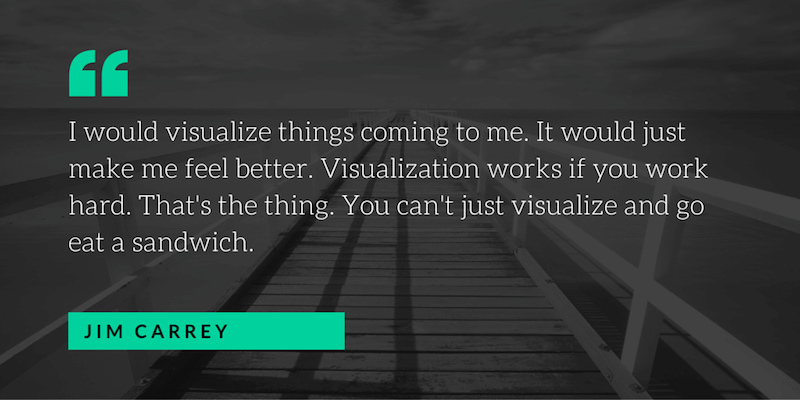 I would visualize things coming to me. It would just
make me feel better. Visualization works if you work
hard. That's the thing. You can't just visualize and go
eat a sandwich.
JIM CARREY